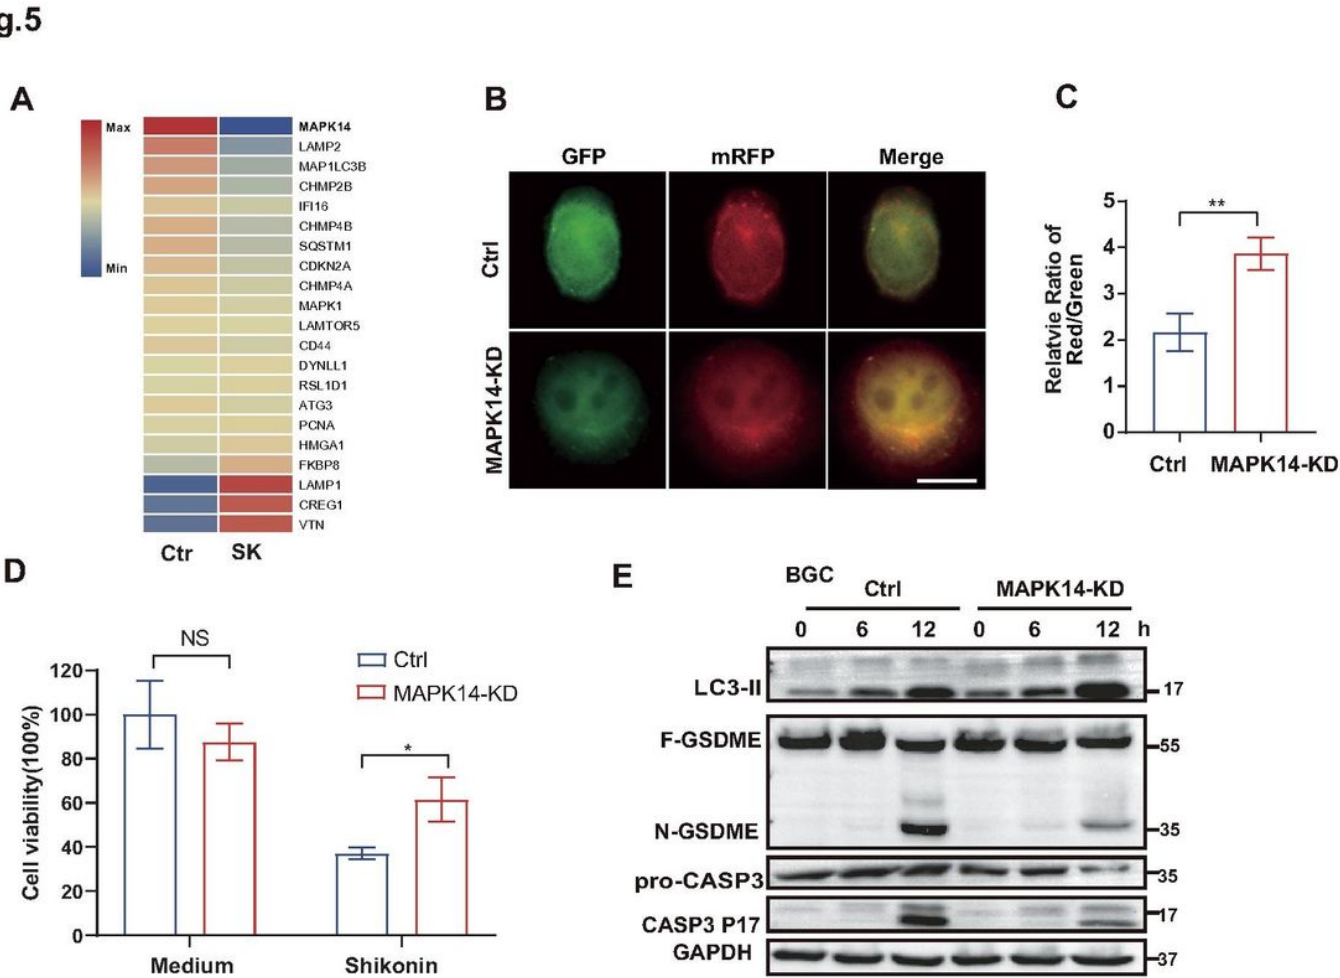 g.5
A
Max
Min
MAPK14
LAMP2
MAP1LC3B
CHMP2B
IFI16
CHMP4B
SQSTM1
CDKN2A
CHMP4A
MAPK1
LAMTOR5
CD44
DYNLL1
RSL1D1
ATG3
PCNA
HMGA1
FKBP8
LAMP1
CREG1
VTN
Ctr SK
B
GFP mRFP Merge
Ctrl
MAPK14-KD
C
Relatvie Ratio of
Red/Green
5
4
3
2
1
0
**
Ctrl MAPK14-KD
D
Cell viability(100%)
120
100
80
60
40
20
0
NS
*
Ctrl
MAPK14-KD
Medium Shikonin
E
BGC
Ctrl MAPK14-KD
0 6 12 0 6 12 h
LC3-II 17
F-GSDME 55
N-GSDME 35
pro-CASP3 35
CASP3 P17 17
GAPDH 37